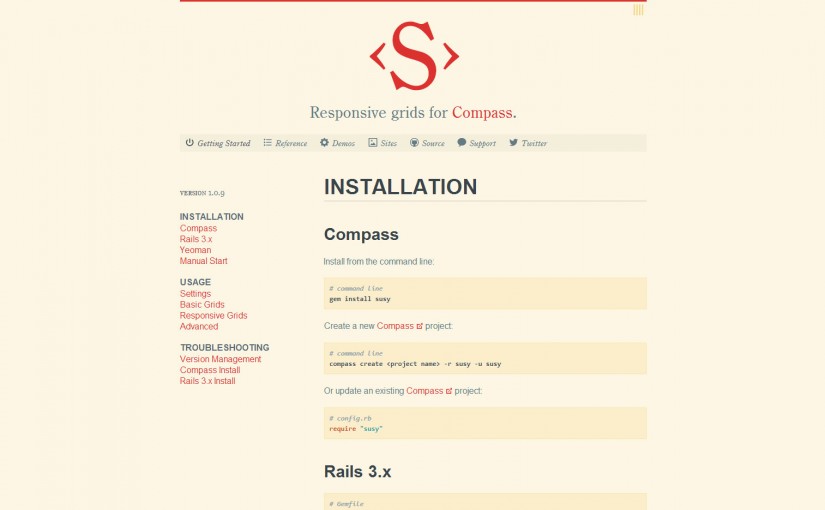 <S>
Responsive grids for Compass.
Getting Started Reference Demos Sites Source Support Twitter
VERSION 1.0.9
INSTALLATION
Compass
Rails 3.x
Yeoman
Manual Start
USAGE
Settings
Basic Grids
Responsive Grids
Advanced
TROUBLESHOOTING
Version Management
Compass Install
Rails 3.x Install
INSTALLATION
Compass
Install from the command line:
# command line
gem install susy
Create a new Compass project:
# command line
compass create <project name> -r susy -u susy
Or update an existing Compass project:
# config.rb
require "susy"
Rails 3.x
# Gemfile